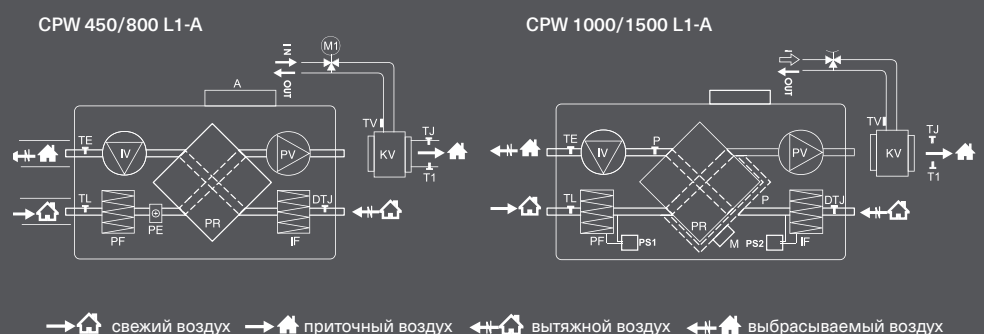 CPW 450/800 L1-A
CPW 1000/1500 L1-A
M1
IN
OUT
A
TV
TJ
KV
T1
TE
IV
PV
TL
PF
PE
PR
IF
DTJ
OUT
TV
TJ
KV
T1
TE
IV
P
PV
TL
PF
PS1
PR
M
P
PS2
IF
DTJ
свежий воздух приточный воздух вытяжной воздух выбрасываемый воздух